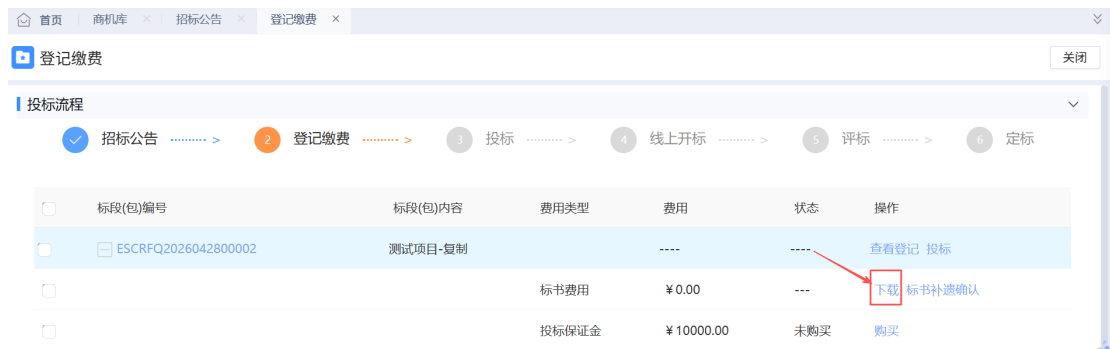 首页 商机库 × 招标公告 × 登记缴费 ×
登记缴费 关闭
投标流程
招标公告 > 2 登记缴费 > 3 投标 > 4 线上开标 > 5 评标 > 6 定标
标段(包)编号 标段(包)内容 费用类型 费用 状态 操作
ESCRFQ2026042800002 测试项目-复制 ---- ---- 查看登记 投标
标书费用 ¥0.00 --- 下载 标书补遗确认
投标保证金 ¥10000.00 未购买 购买